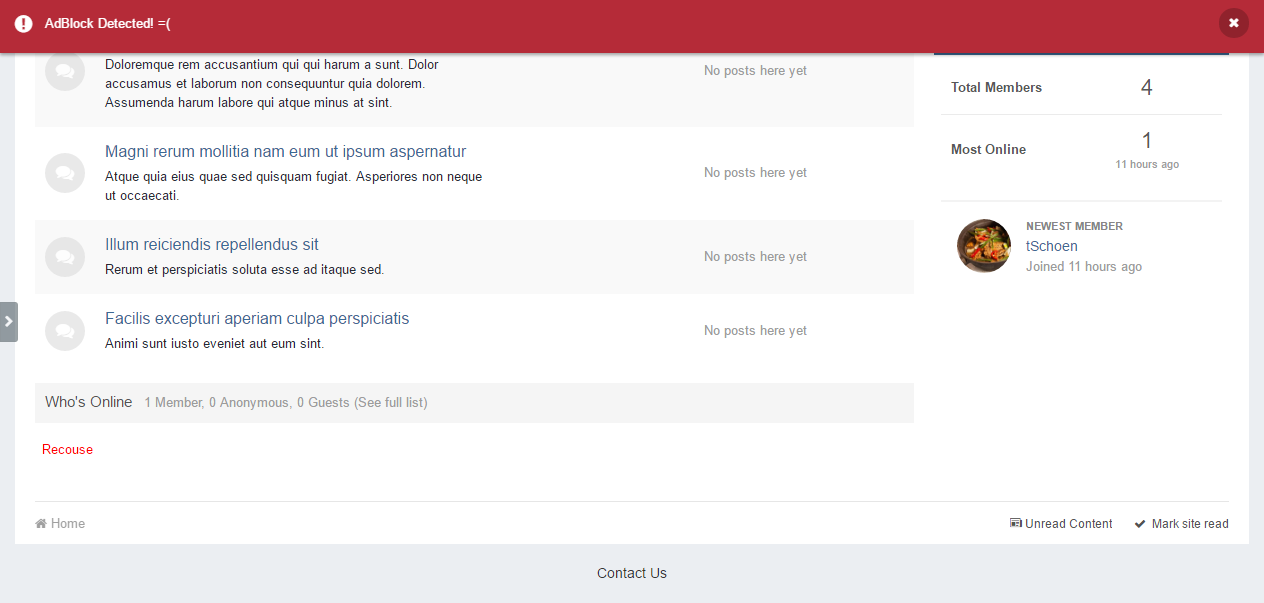 AdBlock Detected! =(
Doloremque rem accusantium qui qui harum a sunt. Dolor
accusamus et laborum non consequuntur quia dolorem.
Assumenda harum labore qui atque minus at sint.
No posts here yet
Magni rerum mollitia nam eum ut ipsum aspernatur
Atque quia eius quae sed quisquam fugiat. Asperiores non neque
ut occaecati.
No posts here yet
Illum reiciendis repellendus sit
Rerum et perspiciatis soluta esse ad itaque sed.
No posts here yet
Facilis excepturi aperiam culpa perspiciatis
Animi sunt iusto eveniet aut eum sint.
No posts here yet
Who's Online 1 Member, 0 Anonymous, 0 Guests (See full list)
Recouse
Total Members 4
Most Online 1
11 hours ago
NEWEST MEMBER
tSchoen
Joined 11 hours ago
Home
Unread Content Mark site read
Contact Us